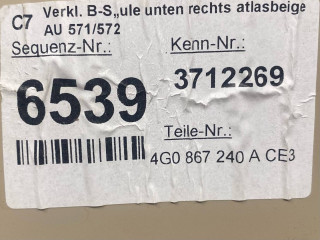 C7 Verkl. B-S„ule unten rechts atlasbeige
AU 571/572
Sequenz-Nr.: Kenn-Nr.:
6539 3712269
Teile-Nr.:
4G0 867 240 A CE3